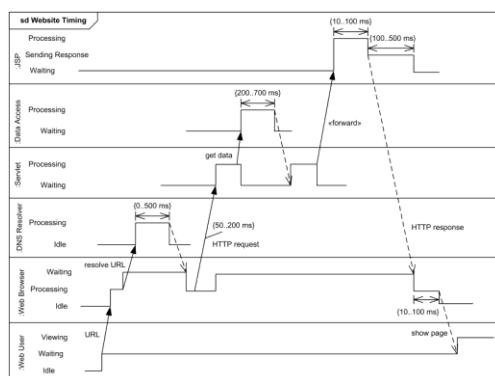 sd Website Timing
{10..100 ms}
{100..500 ms}
:JSP
Processing
Sending Response
Waiting
{200..700 ms}
:Data Access
Processing
Waiting
«forward»
get data
:Servlet
Processing
Waiting
{0..500 ms}
:DNS Resolver
Processing
Idle
{50..200 ms}
HTTP request
HTTP response
resolve URL
:Web Browser
Waiting
Processing
Idle
{10..100 ms}
:Web User
Viewing
Waiting
Idle
URL
show page